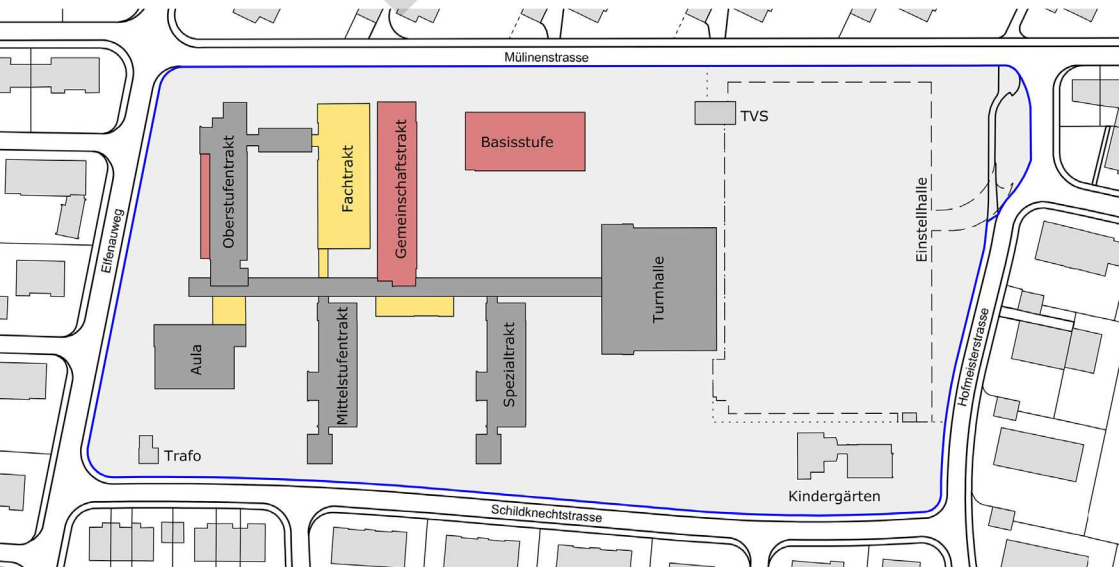 Mülinenstrasse
TVS
Oberstufentrakt
Fachtrakt
Gemeinschaftstrakt
Basisstufe
Elfenauweg
Einstellhalle
Turnhalle
Aula
Mittelstufentrakt
Spezialtrakt
Hofmeisterstrasse
Trafo
Kindergärten
Schildknechtstrasse